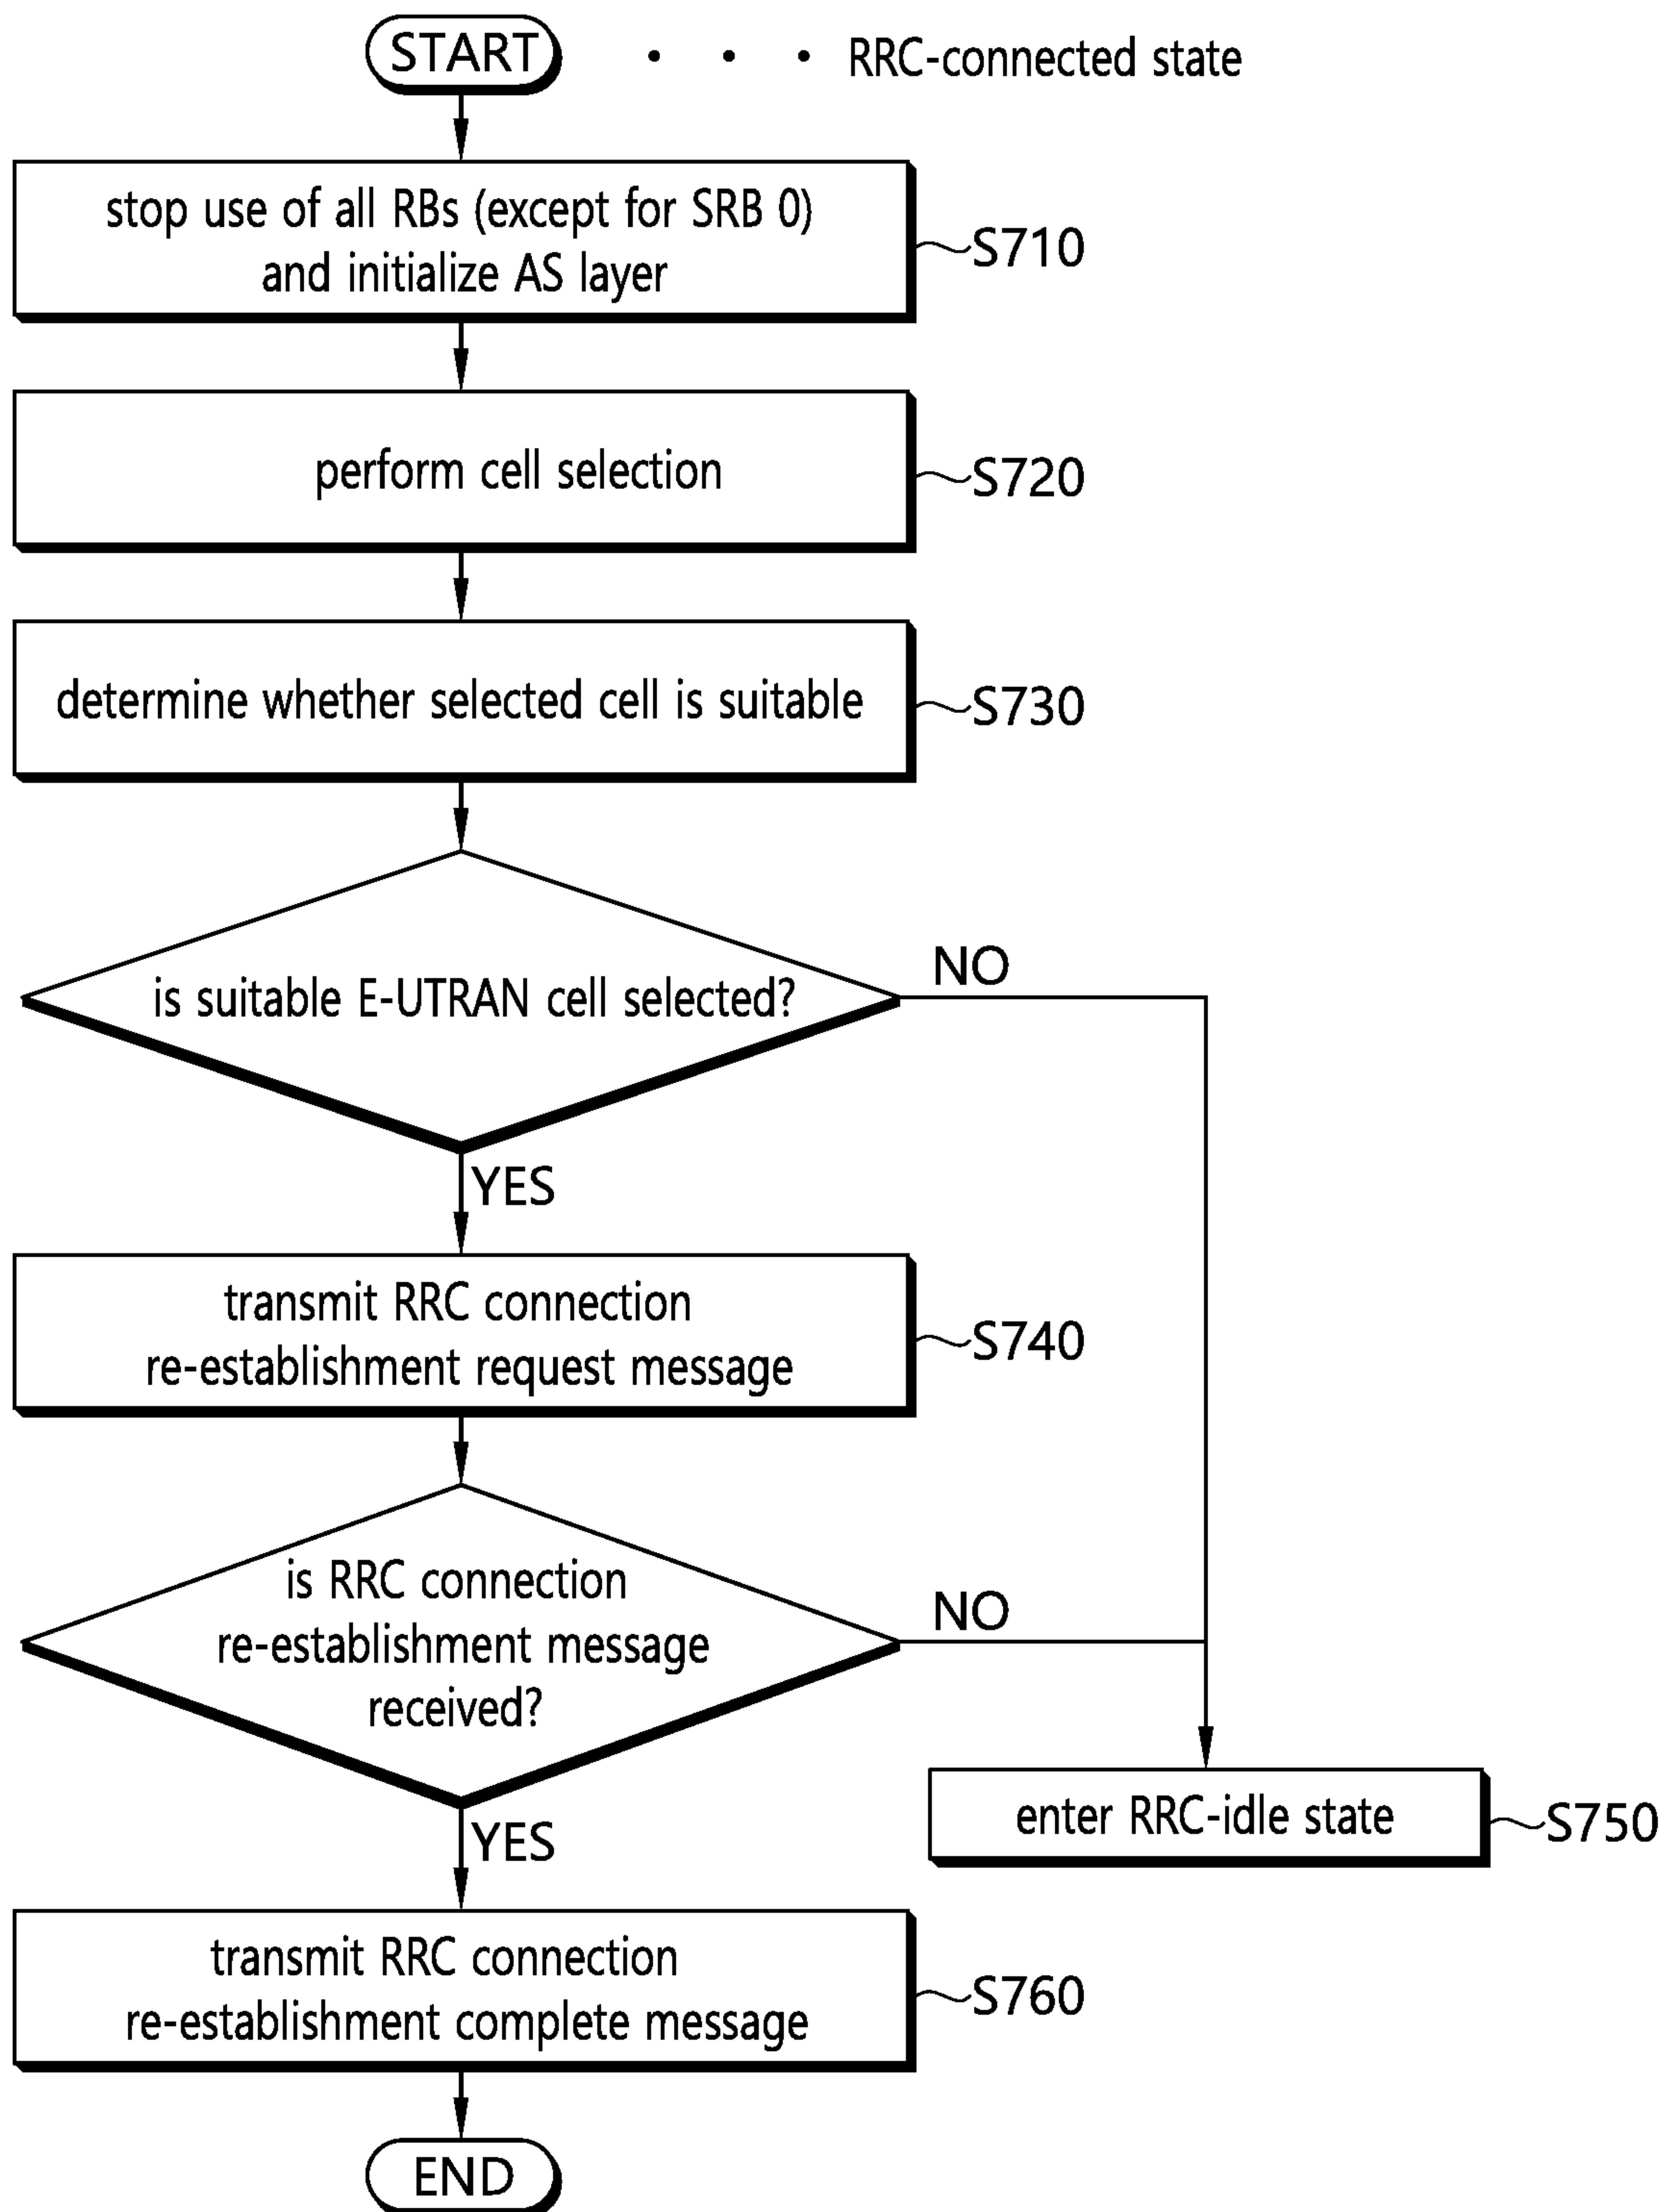 START
· · · RRC-connected state
stop use of all RBs (except for SRB 0)
and initialize AS layer
S710
perform cell selection
S720
determine whether selected cell is suitable
S730
is suitable E-UTRAN cell selected?
NO
YES
transmit RRC connection
re-establishment request message
S740
is RRC connection
re-establishment message
received?
NO
YES
enter RRC-idle state
S750
transmit RRC connection
re-establishment complete message
S760
END